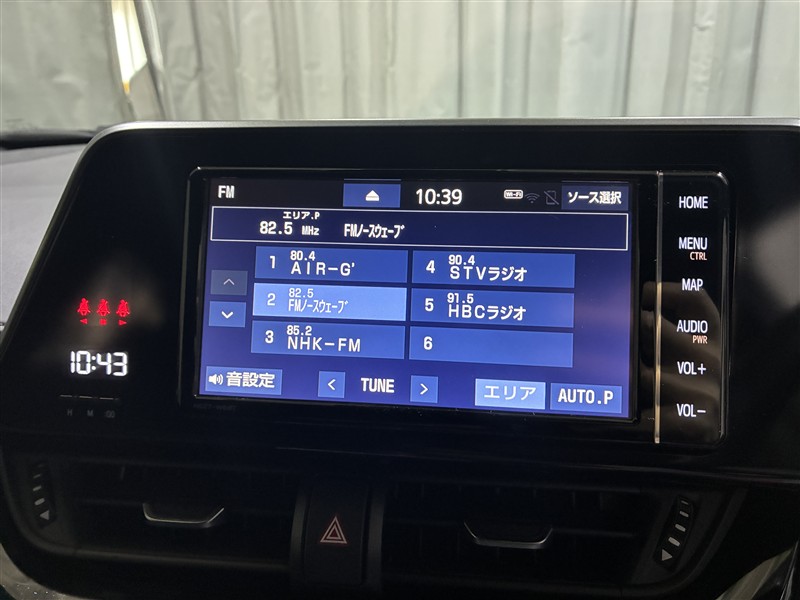 FM
10:39
Wi-Fi
ソース選択
エリア.P
82.5 MHz FMノースウェーブ
1 80.4 AIR-G'
2 82.5 FMノースウェーブ
3 85.2 NHK-FM
4 90.4 STVラジオ
5 91.5 HBCラジオ
6
音設定
< TUNE >
エリア
AUTO.P
HOME
MENU
CTRL
MAP
AUDIO
PWR
VOL+
VOL-
10:43
H M